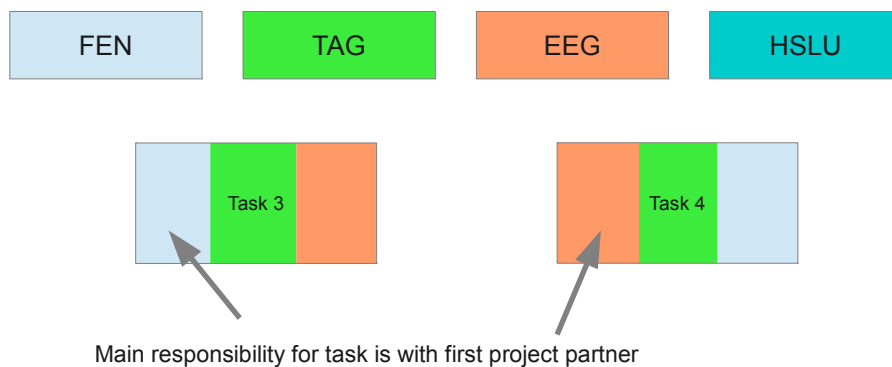 FEN TAG EEG HSLU
Task 3 Task 4
Main responsibility for task is with first project partner